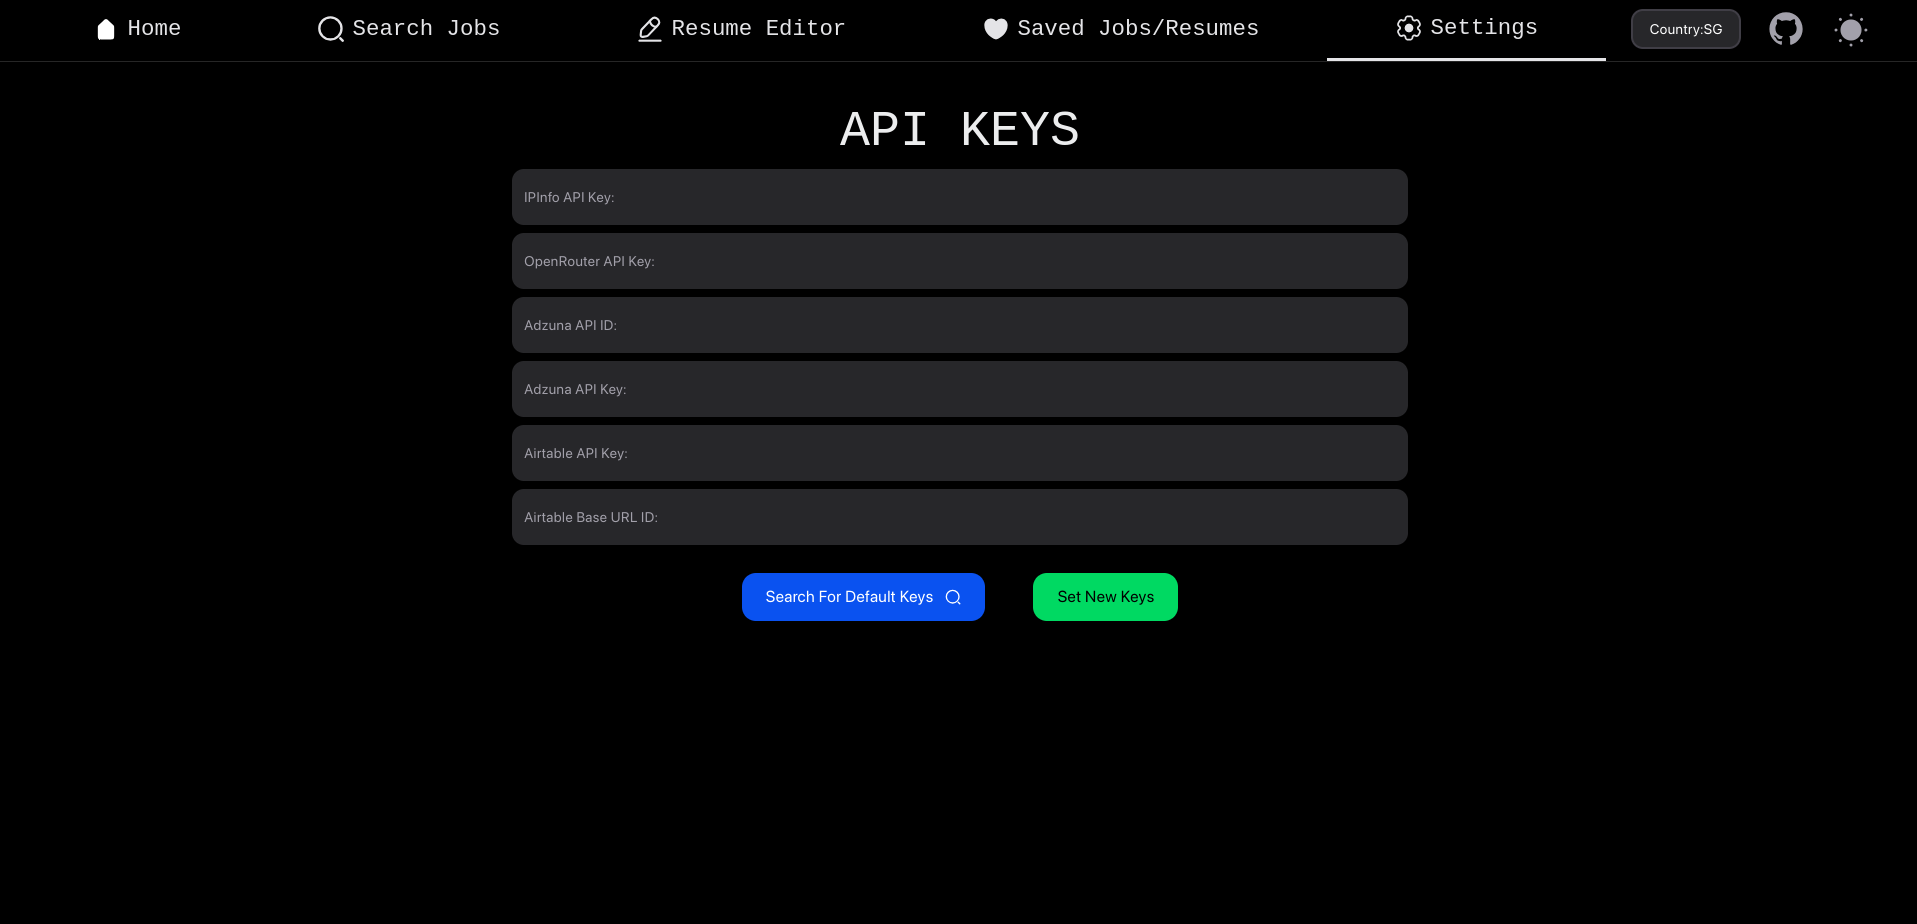 Home Search Jobs Resume Editor Saved Jobs/Resumes Settings Country:SG
API KEYS
IPInfo API Key:
OpenRouter API Key:
Adzuna API ID:
Adzuna API Key:
Airtable API Key:
Airtable Base URL ID:
Search For Default Keys Set New Keys